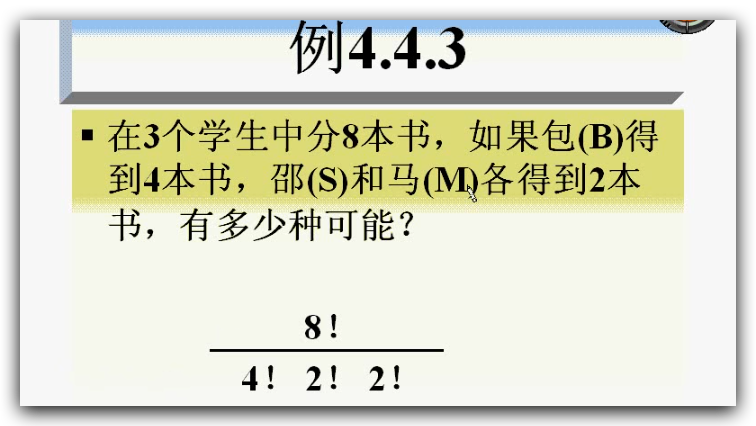 例4.4.3
▪ 在3个学生中分8本书，如果包(B)得
到4本书，邵(S)和马(M)各得到2本
书，有多少种可能？
8！
4！ 2！ 2！